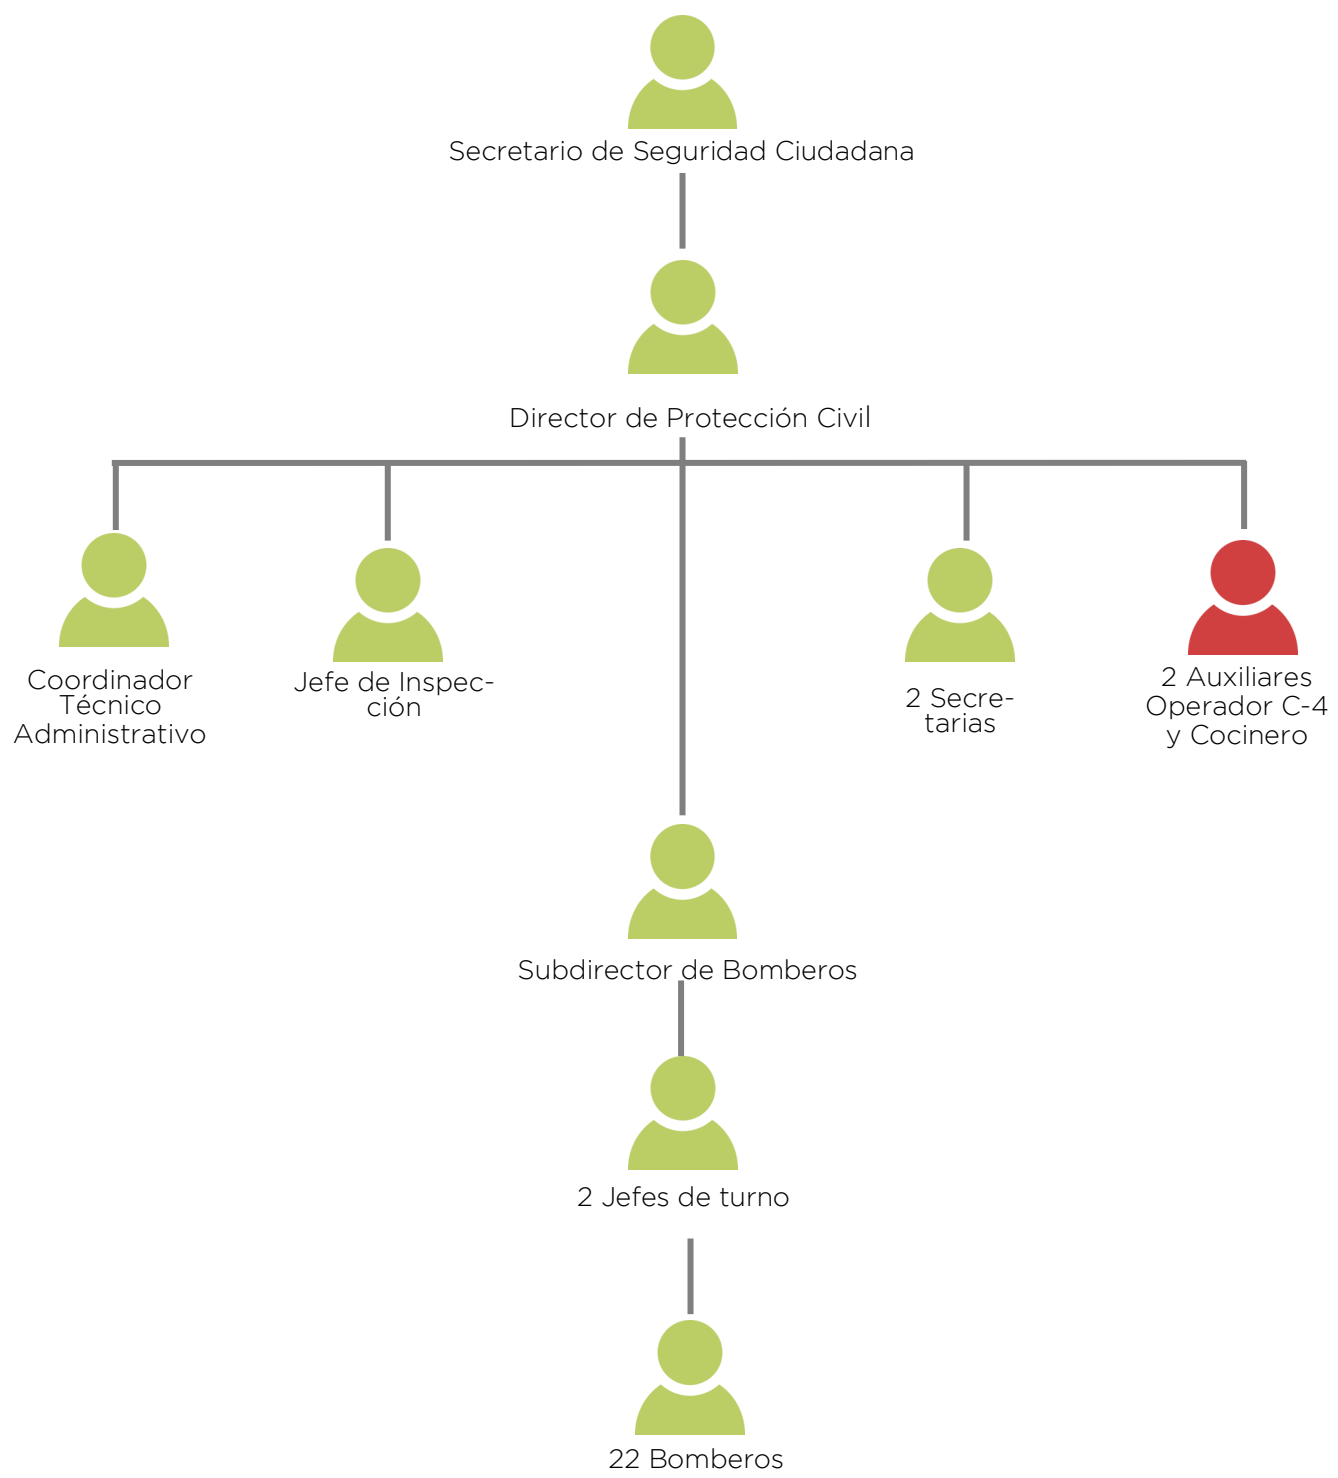 Secretario de Seguridad Ciudadana
Director de Protección Civil
Coordinador
Técnico
Administrativo
Jefe de Inspec-
ción
2 Secre-
tarias
2 Auxiliares
Operador C-4
y Cocinero
Subdirector de Bomberos
2 Jefes de turno
22 Bomberos